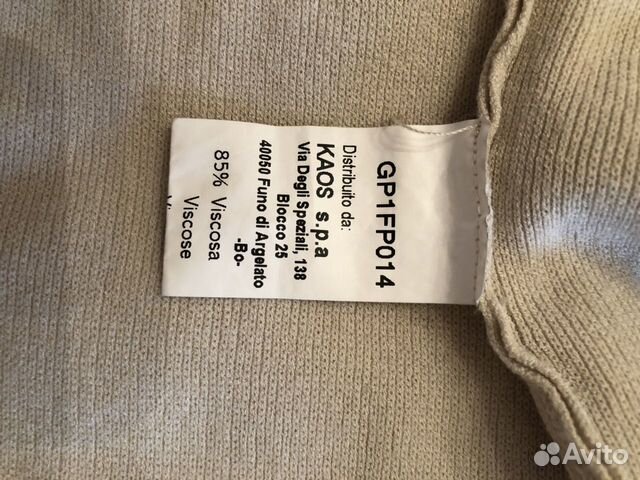 GP1FP014
Distribuito da:
KAOS s.p.a
Via Degli Speziali, 138
Blocco 25
40050 Funo di Argelato
-Bo-
85% Viscosa
Viscose
Avito